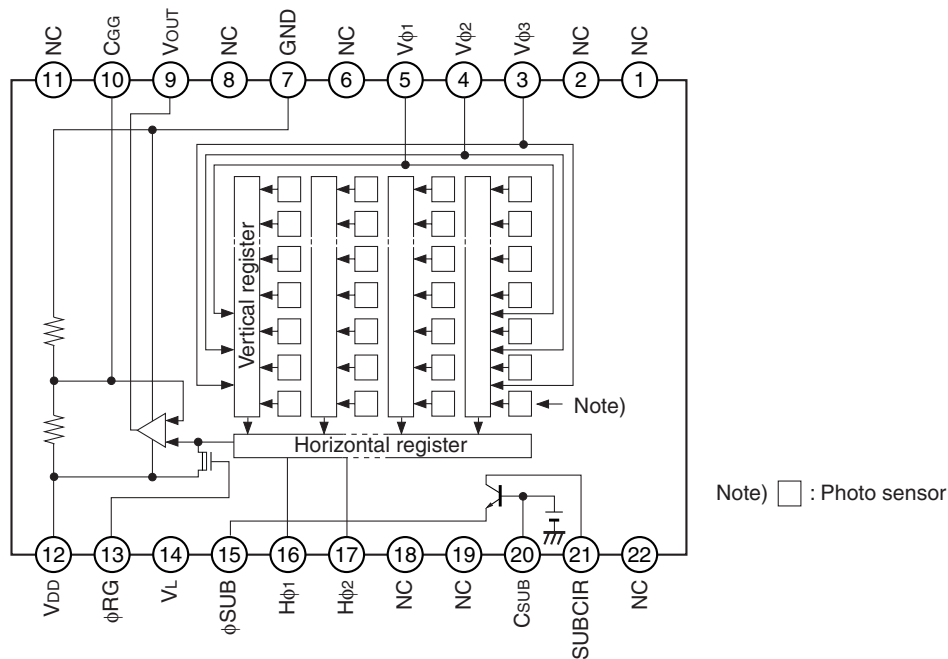 NC
CGG
VOUT
NC
GND
NC
Vϕ1
Vϕ2
Vϕ3
NC
NC
11
10
9
8
7
6
5
4
3
2
1
Vertical register
Note)
Horizontal register
Note) : Photo sensor
12
13
14
15
16
17
18
19
20
21
22
VDD
ϕRG
VL
ϕSUB
Hϕ1
Hϕ2
NC
NC
CSUB
SUBCIR
NC